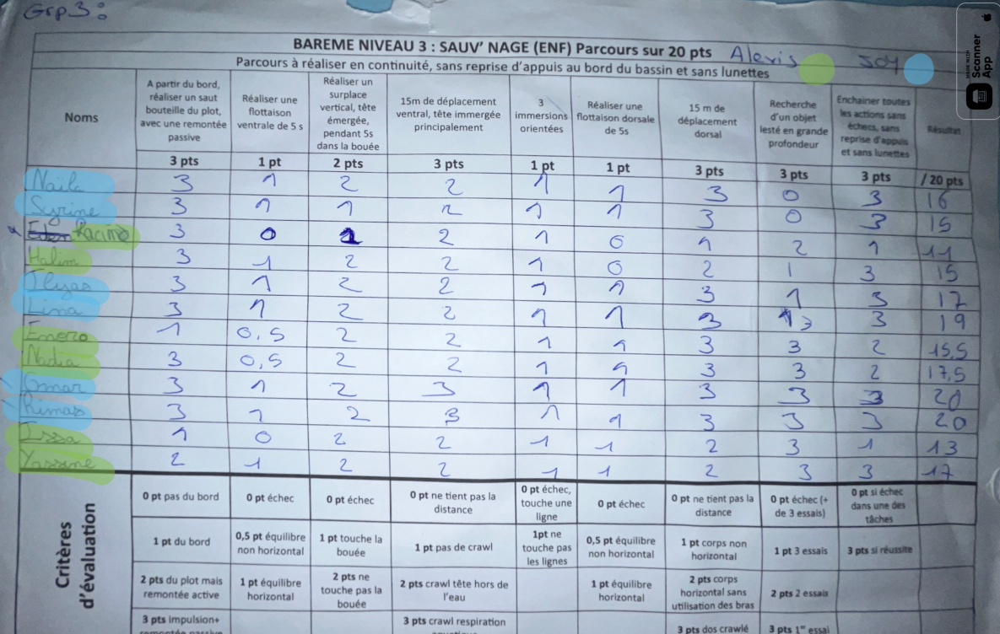 Grp3:
MADE WITH Scanner App
BAREME NIVEAU 3 : SAUV' NAGE (ENF) Parcours sur 20 pts Alexis Joy
Parcours à réaliser en continuité, sans reprise d'appuis au bord du bassin et sans lunettes
Noms | A partir du bord, réaliser un saut bouteille du plot, avec une remontée passive | Réaliser une flottaison ventrale de 5 s | Réaliser un surplace vertical, tête émergée, pendant 5s dans la bouée | 15m de déplacement ventral, tête immergée principalement | 3 immersions orientées | Réaliser une flottaison dorsale de 5s | 15 m de déplacement dorsal | Recherche d'un objet lesté en grande profondeur | Enchainer toutes les actions sans échecs, sans reprise d'appuis et sans lunettes | Résultat
3 pts | 1 pt | 2 pts | 3 pts | 1 pt | 1 pt | 3 pts | 3 pts | 3 pts | / 20 pts
Naila 3 1 2 2 1 1 3 0 3 16
Syrine 3 1 1 2 1 1 3 0 3 15
3 0 2 1 0 1 2 1 11
Halim 3 1 2 2 1 0 2 1 3 15
Ilyas 3 1 2 2 1 1 3 1 3 17
Lina 3 1 2 2 1 1 3 3 3 19
1 0,5 2 2 1 1 3 3 2 15,5
Nadia 3 0,5 2 2 1 1 3 3 2 17,5
Omar 3 1 2 3 1 1 3 3 3 20
Rimas 3 1 2 3 1 1 3 3 3 20
Issa 1 0 2 2 1 1 2 3 1 13
Yassine 2 1 2 2 1 1 2 3 3 17
Critères d'évaluation
0 pt pas du bord | 0 pt échec | 0 pt échec | 0 pt ne tient pas la distance | 0 pt échec, touche une ligne | 0 pt échec | 0 pt ne tient pas la distance | 0 pt échec (+ de 3 essais) | 0 pt si échec dans une des tâches
1 pt du bord | 0,5 pt équilibre non horizontal | 1 pt touche la bouée | 1 pt pas de crawl | 1pt ne touche pas les lignes | 0,5 pt équilibre non horizontal | 1 pt corps non horizontal | 1 pt 3 essais | 3 pts si réussite
2 pts du plot mais remontée active | 1 pt équilibre horizontal | 2 pts ne touche pas la bouée | 2 pts crawl tête hors de l'eau | 1 pt équilibre horizontal | 2 pts corps horizontal sans utilisation des bras | 2 pts 2 essais
3 pts impulsion+ | 3 pts crawl respiration | 3 pts dos crawlé | 3 pts 1er essai